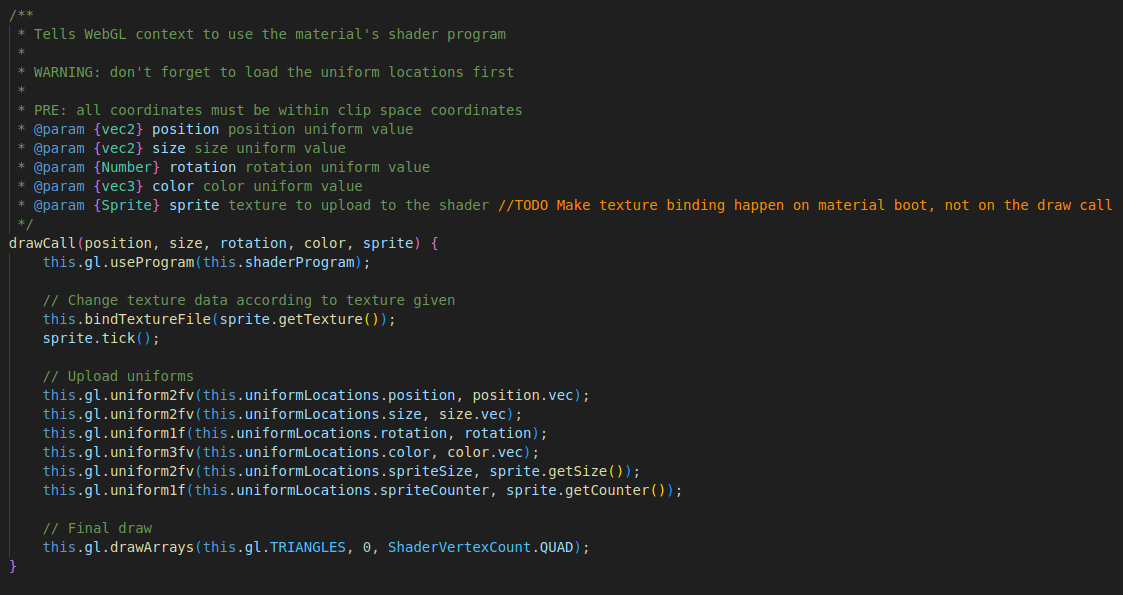 /**
 * Tells WebGL context to use the material's shader program
 *
 * WARNING: don't forget to load the uniform locations first
 *
 * PRE: all coordinates must be within clip space coordinates
 * @param {vec2} position position uniform value
 * @param {vec2} size size uniform value
 * @param {Number} rotation rotation uniform value
 * @param {vec3} color color uniform value
 * @param {Sprite} sprite texture to upload to the shader //TODO Make texture binding happen on material boot, not on the draw call
 */
drawCall(position, size, rotation, color, sprite) {
    this.gl.useProgram(this.shaderProgram);

    // Change texture data according to texture given
    this.bindTextureFile(sprite.getTexture());
    sprite.tick();

    // Upload uniforms
    this.gl.uniform2fv(this.uniformLocations.position, position.vec);
    this.gl.uniform2fv(this.uniformLocations.size, size.vec);
    this.gl.uniform1f(this.uniformLocations.rotation, rotation);
    this.gl.uniform3fv(this.uniformLocations.color, color.vec);
    this.gl.uniform2fv(this.uniformLocations.spriteSize, sprite.getSize());
    this.gl.uniform1f(this.uniformLocations.spriteCounter, sprite.getCounter());

    // Final draw
    this.gl.drawArrays(this.gl.TRIANGLES, 0, ShaderVertexCount.QUAD);
}